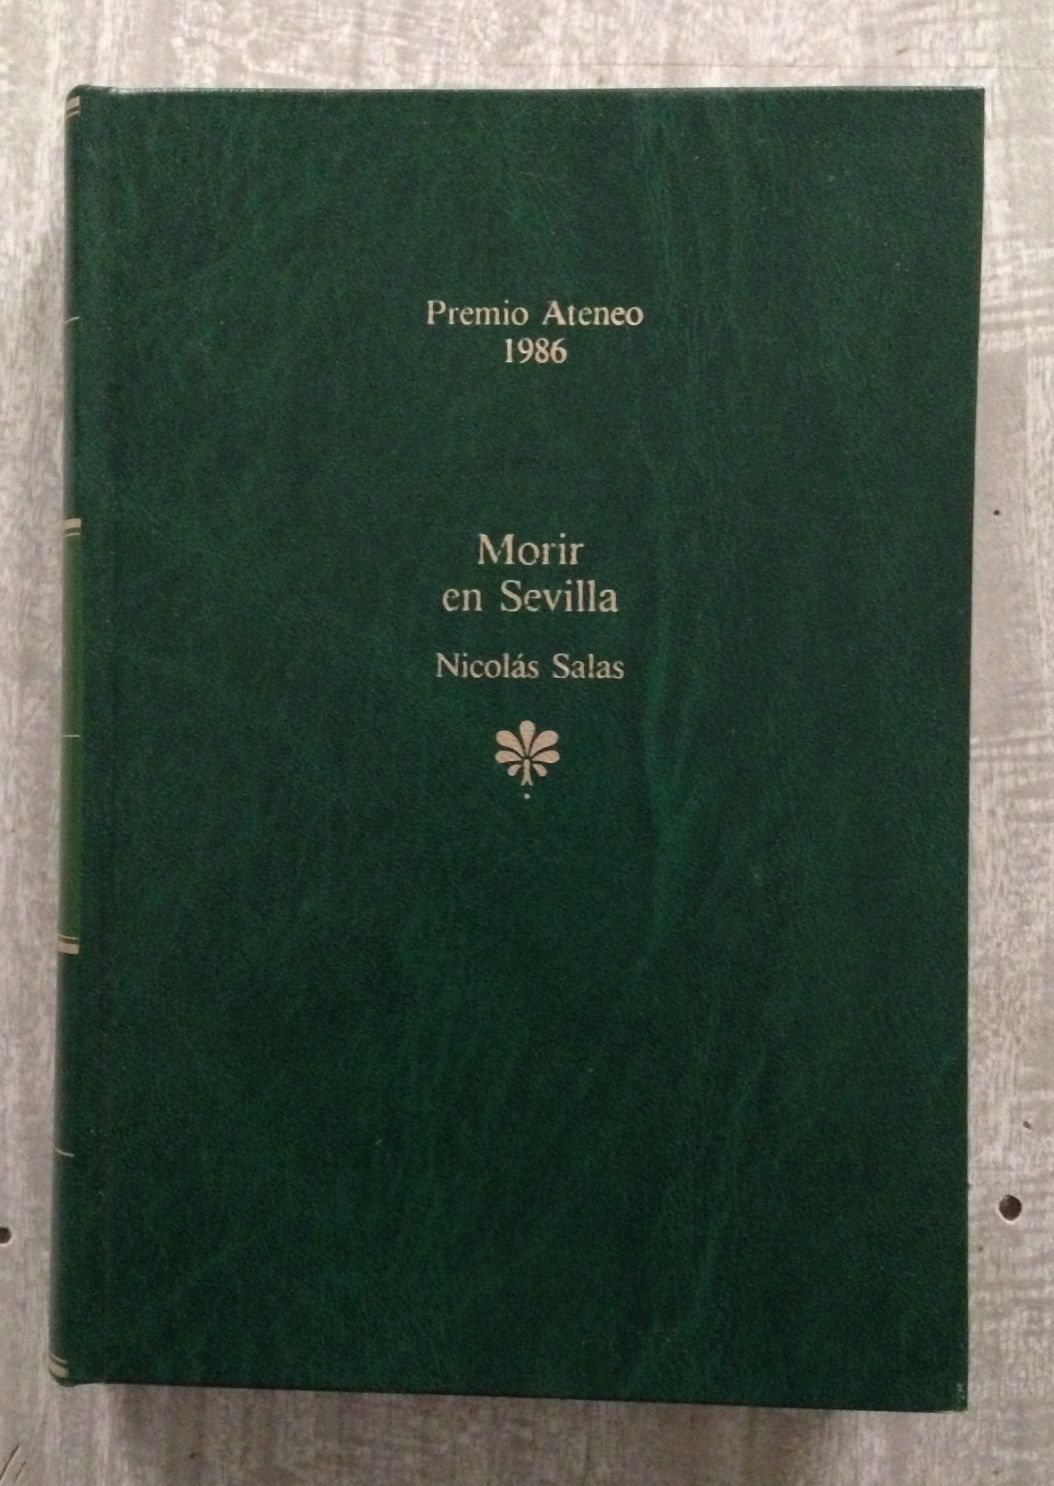 Premio Ateneo
1986
Morir
en Sevilla
Nicolás Salas